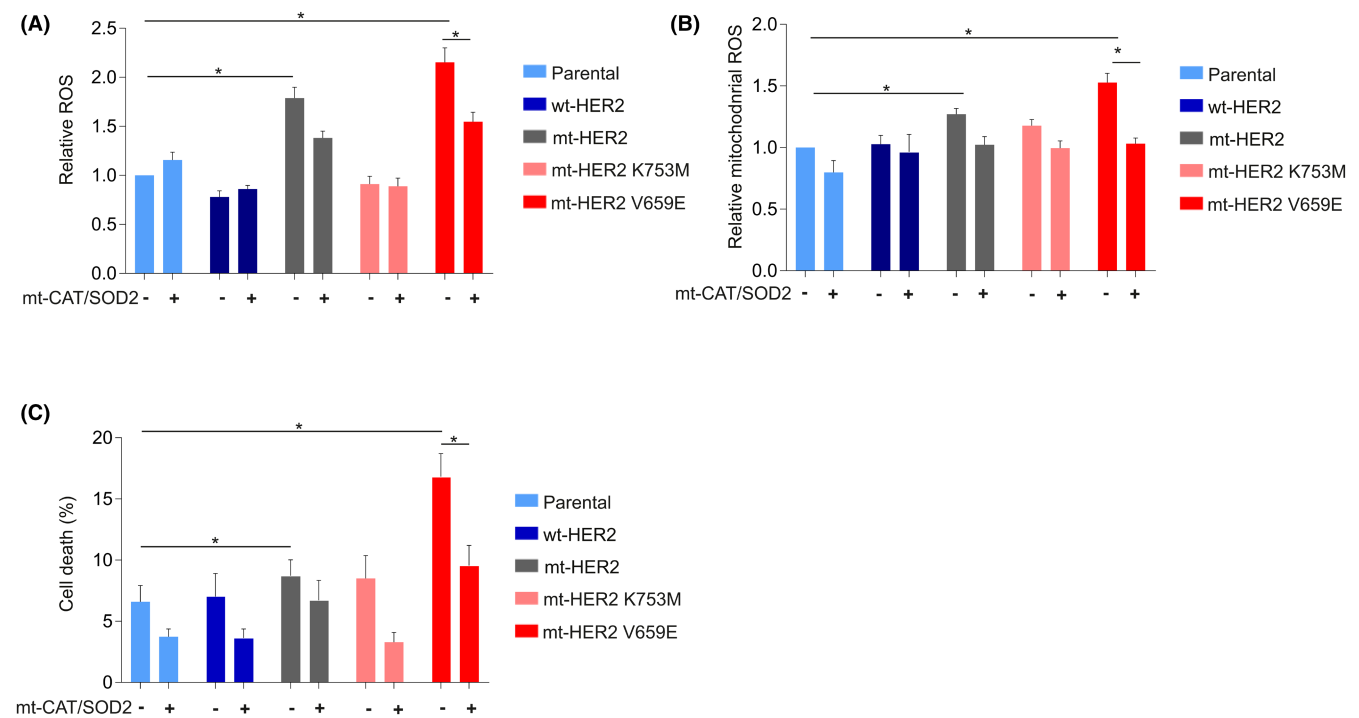 (A)
*
*
*
2.5
2.0
1.5
1.0
0.5
0.0
Relative ROS
mt-CAT/SOD2 - + - + - + - + - +
Parental
wt-HER2
mt-HER2
mt-HER2 K753M
mt-HER2 V659E
(B)
*
*
*
2.0
1.5
1.0
0.5
0.0
Relative mitochodnrial ROS
mt-CAT/SOD2 - + - + - + - + - +
Parental
wt-HER2
mt-HER2
mt-HER2 K753M
mt-HER2 V659E
(C)
*
*
*
20
15
10
5
0
Cell death (%)
mt-CAT/SOD2 - + - + - + - + - +
Parental
wt-HER2
mt-HER2
mt-HER2 K753M
mt-HER2 V659E